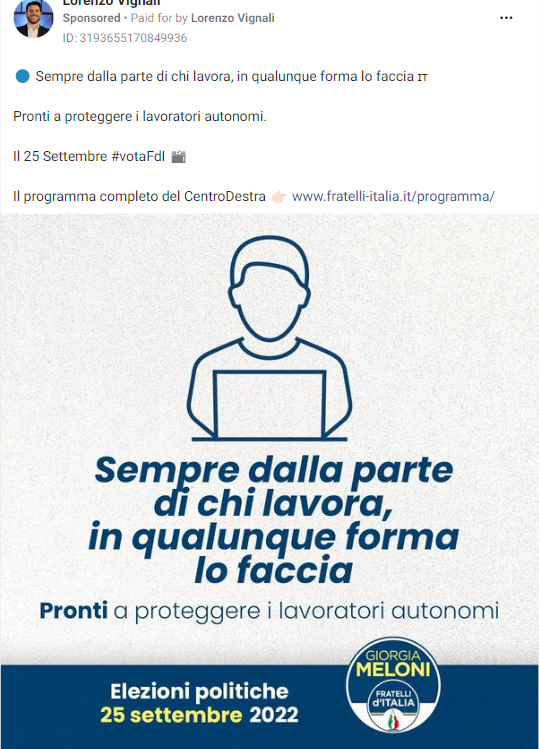 Lorenzo Vignali
Sponsored • Paid for by Lorenzo Vignali
ID: 3193655170849936
Sempre dalla parte di chi lavora, in qualunque forma lo faccia IT
Pronti a proteggere i lavoratori autonomi.
Il 25 Settembre #votaFdI
Il programma completo del CentroDestra www.fratelli-italia.it/programma/
Sempre dalla parte
di chi lavora,
in qualunque forma
lo faccia
Pronti a proteggere i lavoratori autonomi
Elezioni politiche
25 settembre 2022
GIORGIA
MELONI
FRATELLI
d'ITALIA